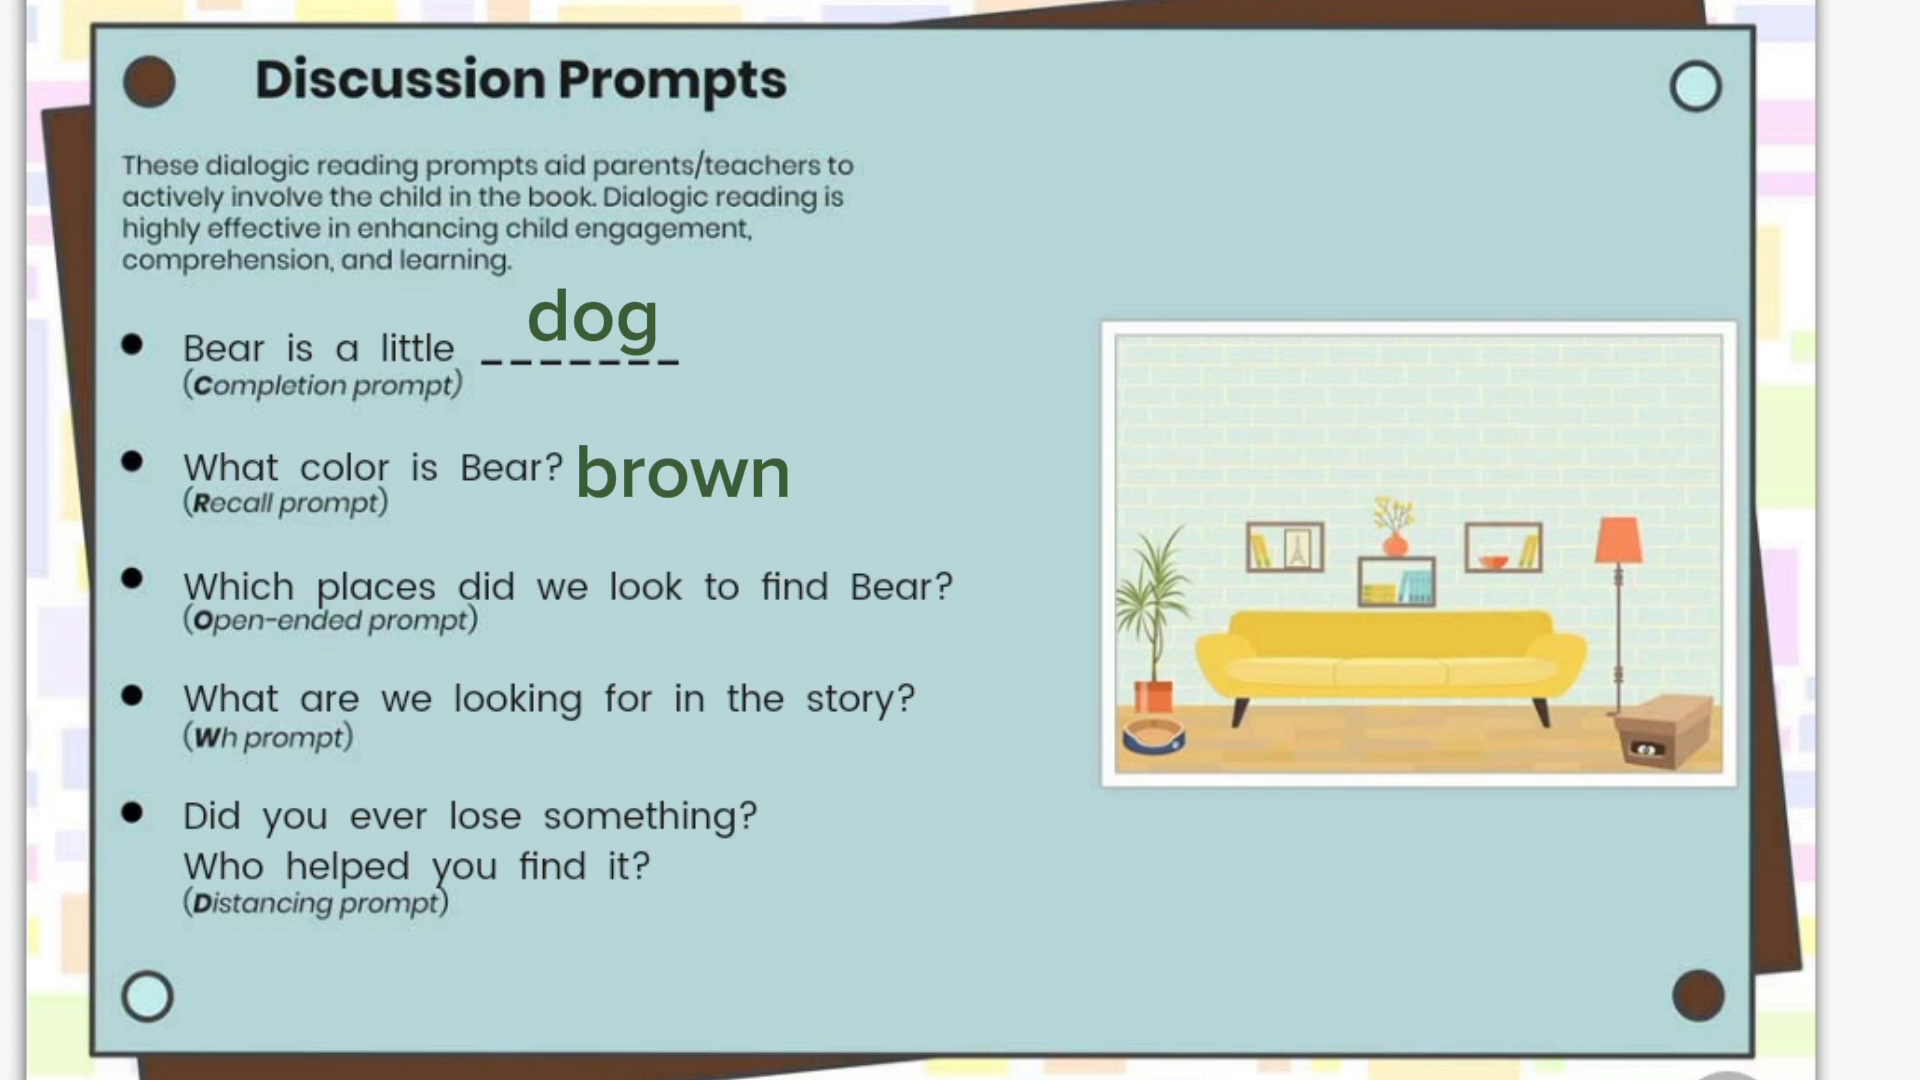 Discussion Prompts
These dialogic reading prompts aid parents/teachers to
actively involve the child in the book. Dialogic reading is
highly effective in enhancing child engagement,
comprehension, and learning.
dog
Bear is a little _______
(Completion prompt)
What color is Bear? brown
(Recall prompt)
Which places did we look to find Bear?
(Open-ended prompt)
What are we looking for in the story?
(Wh prompt)
Did you ever lose something?
Who helped you find it?
(Distancing prompt)